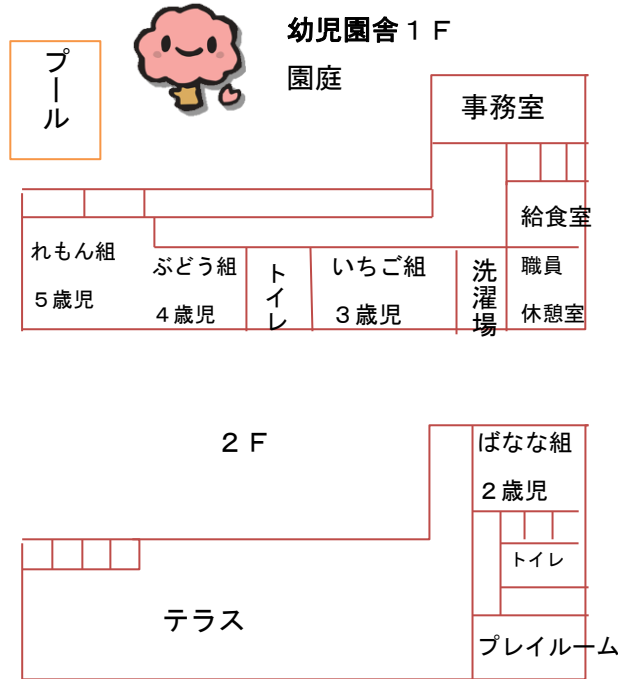 幼児園舎１Ｆ
プール
園庭
事務室
給食室
れもん組
５歳児
ぶどう組
４歳児
トイレ
いちご組
３歳児
洗濯場
職員
休憩室
２Ｆ
ばなな組
２歳児
トイレ
テラス
プレイルーム